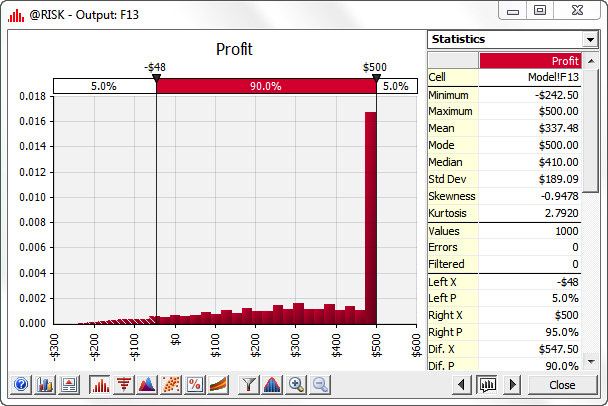 @RISK - Output: F13
Profit
-$48 $500
5.0% 90.0% 5.0%
0.018
0.016
0.014
0.012
0.010
0.008
0.006
0.004
0.002
0.000
-$300 -$200 -$100 $0 $100 $200 $300 $400 $500 $600
Statistics
Profit
Cell Model!F13
Minimum -$242.50
Maximum $500.00
Mean $337.48
Mode $500.00
Median $410.00
Std Dev $189.09
Skewness -0.9478
Kurtosis 2.7920
Values 1000
Errors 0
Filtered 0
Left X -$48
Left P 5.0%
Right X $500
Right P 95.0%
Dif. X $547.50
Dif. P 90.0%
Close